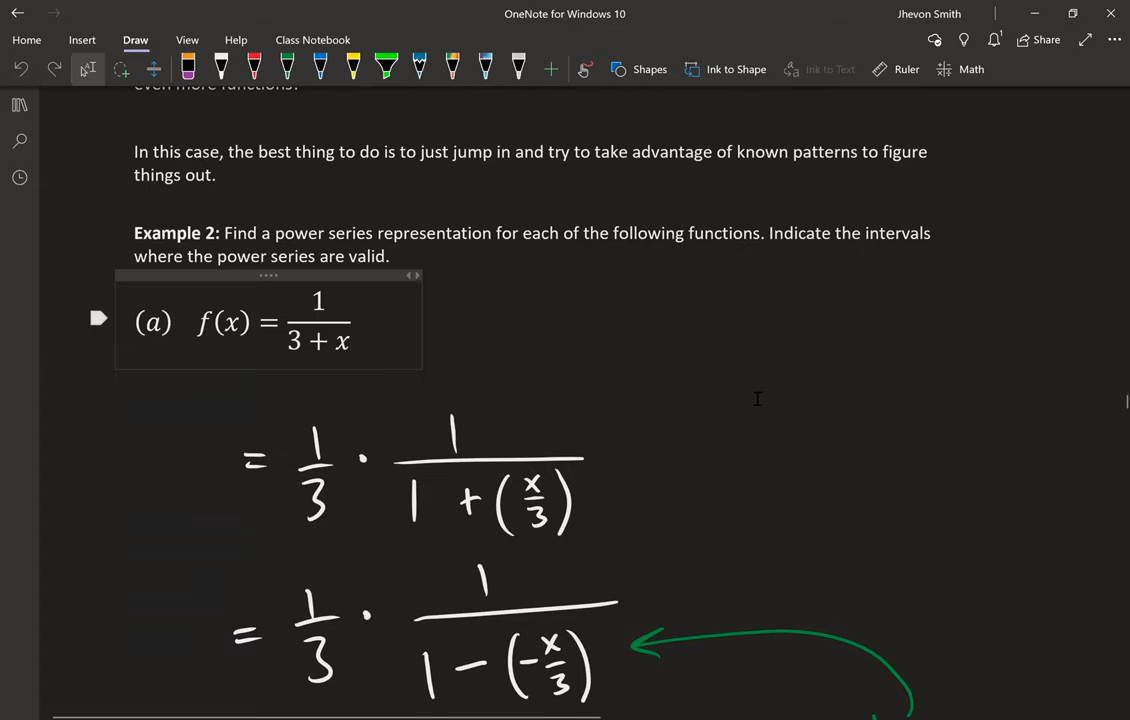 OneNote for Windows 10
Jhevon Smith
Home Insert Draw View Help Class Notebook
1 Share
Shapes Ink to Shape Ink to Text Ruler Math
even more functions?
In this case, the best thing to do is to just jump in and try to take advantage of known patterns to figure
things out.
Example 2: Find a power series representation for each of the following functions. Indicate the intervals
where the power series are valid.
(a) f(x) = 1/(3 + x)
= 1/3 · 1/(1 + (x/3))
= 1/3 · 1/(1 − (−x/3))